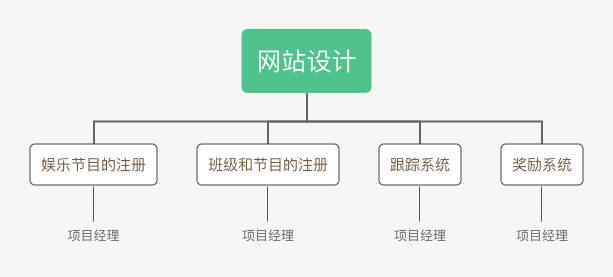 网站设计
娱乐节目的注册
班级和节目的注册
跟踪系统
奖励系统
项目经理
项目经理
项目经理
项目经理